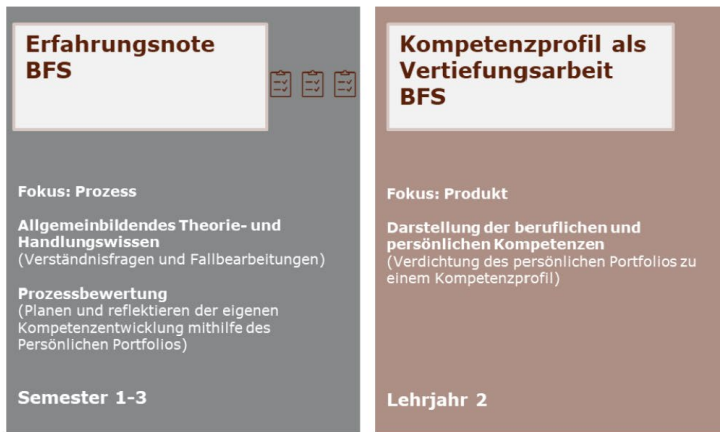 Erfahrungsnote
BFS
Fokus: Prozess
Allgemeinbildendes Theorie- und
Handlungswissen
(Verständnisfragen und Fallbearbeitungen)
Prozessbewertung
(Planen und reflektieren der eigenen
Kompetenzentwicklung mithilfe des
Persönlichen Portfolios)
Semester 1-3
Kompetenzprofil als
Vertiefungsarbeit
BFS
Fokus: Produkt
Darstellung der beruflichen und
persönlichen Kompetenzen
(Verdichtung des persönlichen Portfolios zu
einem Kompetenzprofil)
Lehrjahr 2